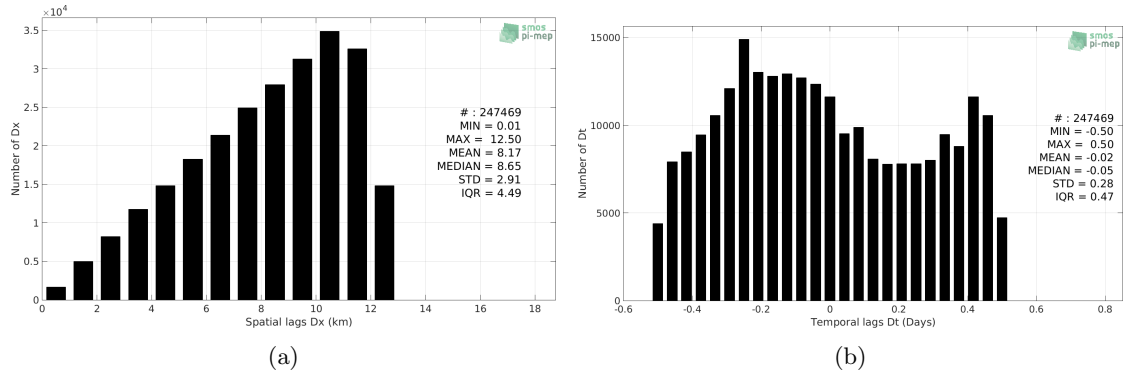 ×10⁴
3.5
3
2.5
2
1.5
1
0.5
0
Number of Dx
0 2 4 6 8 10 12 14 16 18
Spatial lags Dx (km)
smos
pi-mep
# : 247469
MIN = 0.01
MAX = 12.50
MEAN = 8.17
MEDIAN = 8.65
STD = 2.91
IQR = 4.49
(a)
15000
10000
5000
0
Number of Dt
-0.6 -0.4 -0.2 0 0.2 0.4 0.6 0.8
Temporal lags Dt (Days)
smos
pi-mep
# : 247469
MIN = -0.50
MAX = 0.50
MEAN = -0.02
MEDIAN = -0.05
STD = 0.28
IQR = 0.47
(b)